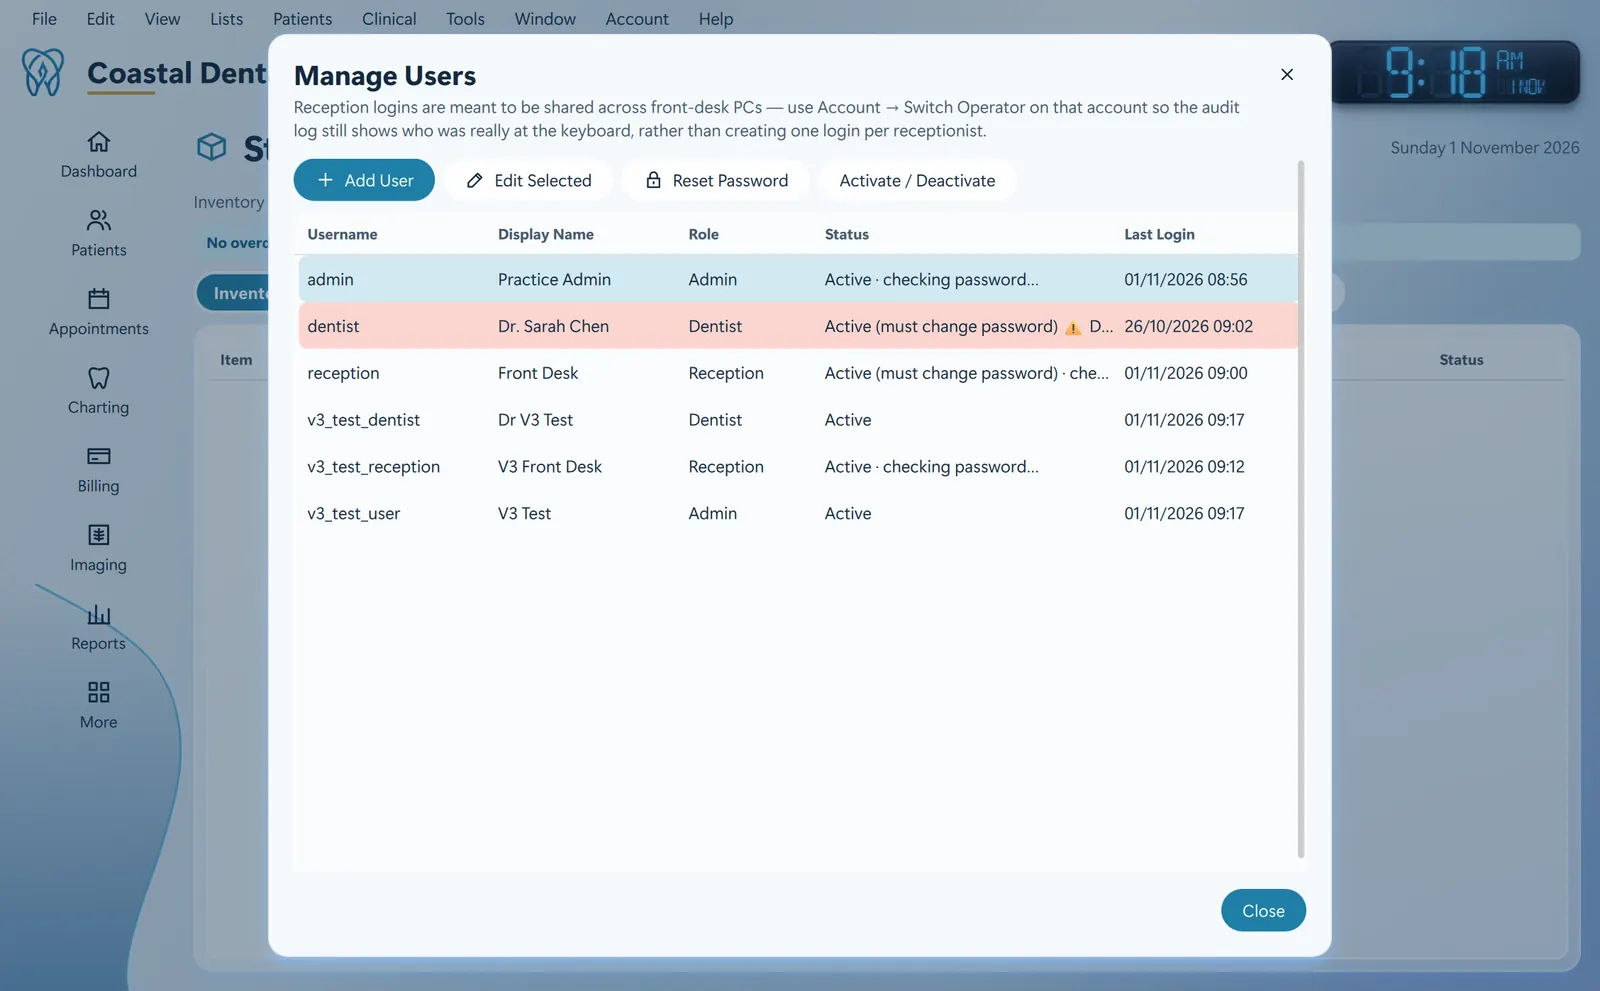 File Edit View Lists Patients Clinical Tools Window Account Help
Coastal Dent
9:18 AM
1 NOV
Sunday 1 November 2026
Dashboard
Patients
Appointments
Charting
Billing
Imaging
Reports
More
St
Inventory
No overd
Invento
Item
Status
Manage Users
Reception logins are meant to be shared across front-desk PCs — use Account → Switch Operator on that account so the audit
log still shows who was really at the keyboard, rather than creating one login per receptionist.
Add User Edit Selected Reset Password Activate / Deactivate
Username Display Name Role Status Last Login
admin Practice Admin Admin Active · checking password... 01/11/2026 08:56
dentist Dr. Sarah Chen Dentist Active (must change password) ⚠️ D... 26/10/2026 09:02
reception Front Desk Reception Active (must change password) · che... 01/11/2026 09:00
v3_test_dentist Dr V3 Test Dentist Active 01/11/2026 09:17
v3_test_reception V3 Front Desk Reception Active · checking password... 01/11/2026 09:12
v3_test_user V3 Test Admin Active 01/11/2026 09:17
Close